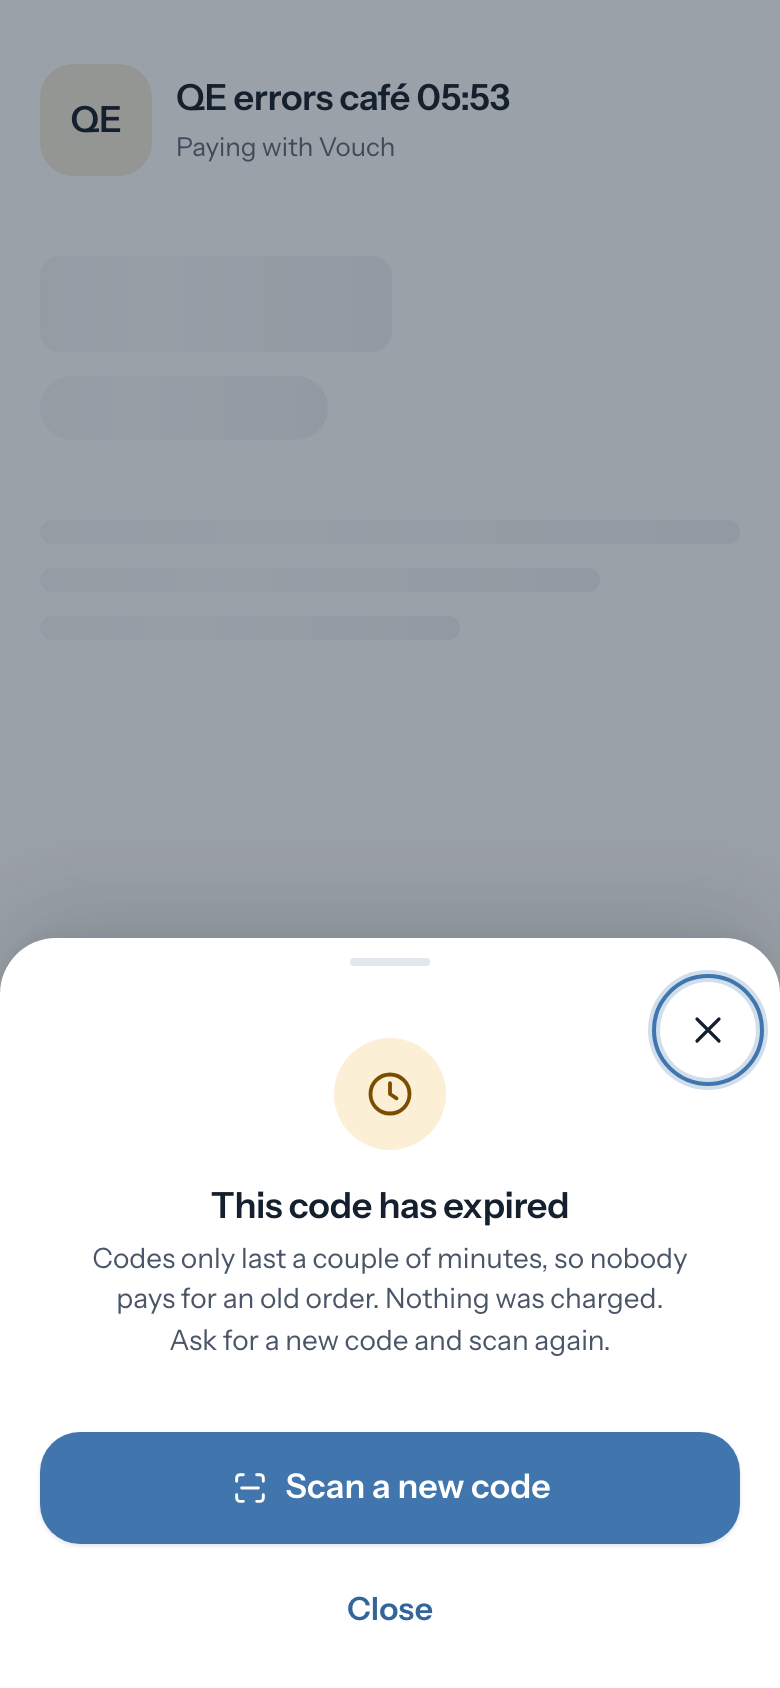 QE
QE errors café 05:53
Paying with Vouch
This code has expired
Codes only last a couple of minutes, so nobody
pays for an old order. Nothing was charged.
Ask for a new code and scan again.
Scan a new code
Close